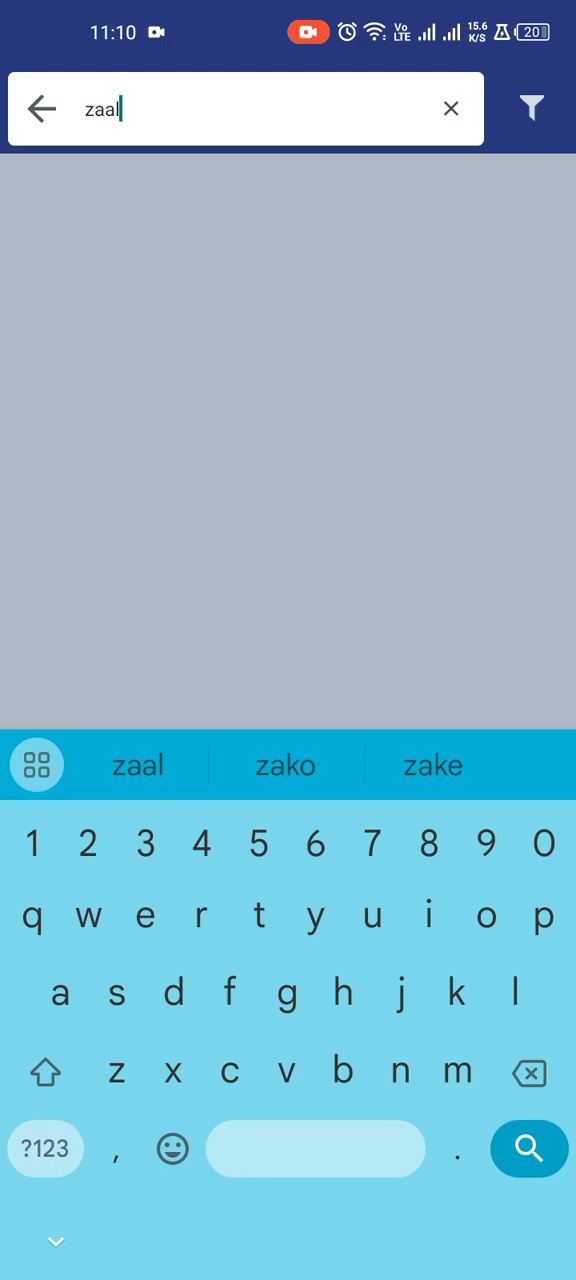 11:10 Vo LTE 15.6 K/S 20
zaal
zaal zako zake
1 2 3 4 5 6 7 8 9 0
q w e r t y u i o p
a s d f g h j k l
z x c v b n m
?123 , .